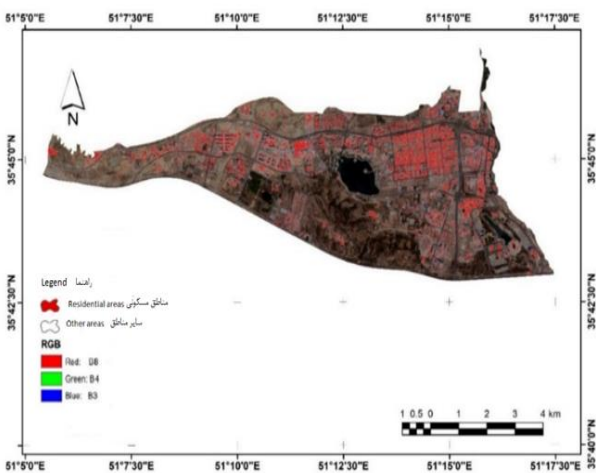 51°5'0"E 51°7'30"E 51°10'0"E 51°12'30"E 51°15'0"E 51°17'30"E
N
35°45'0"N 35°45'0"N
35°42'30"N 35°42'30"N
35°40'0"N
Legend راهنما
Residential areas مناطق مسکونی
Other areas سایر مناطق
RGB
Red:
Green: B4
Blue: B3
1 0.5 0 1 2 3 4 km
51°5'0"E 51°7'30"E 51°10'0"E 51°12'30"E 51°15'0"E 51°17'30"E